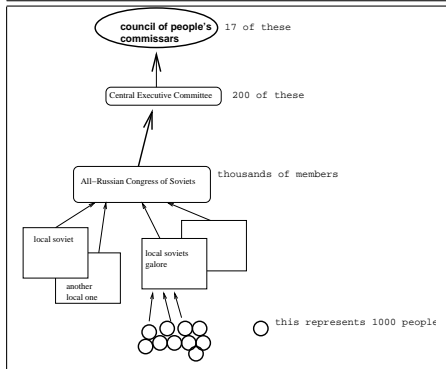 council of people's
commissars
17 of these
Central Executive Committee
200 of these
All-Russian Congress of Soviets
thousands of members
local soviet
another
local one
local soviets
galore
this represents 1000 people